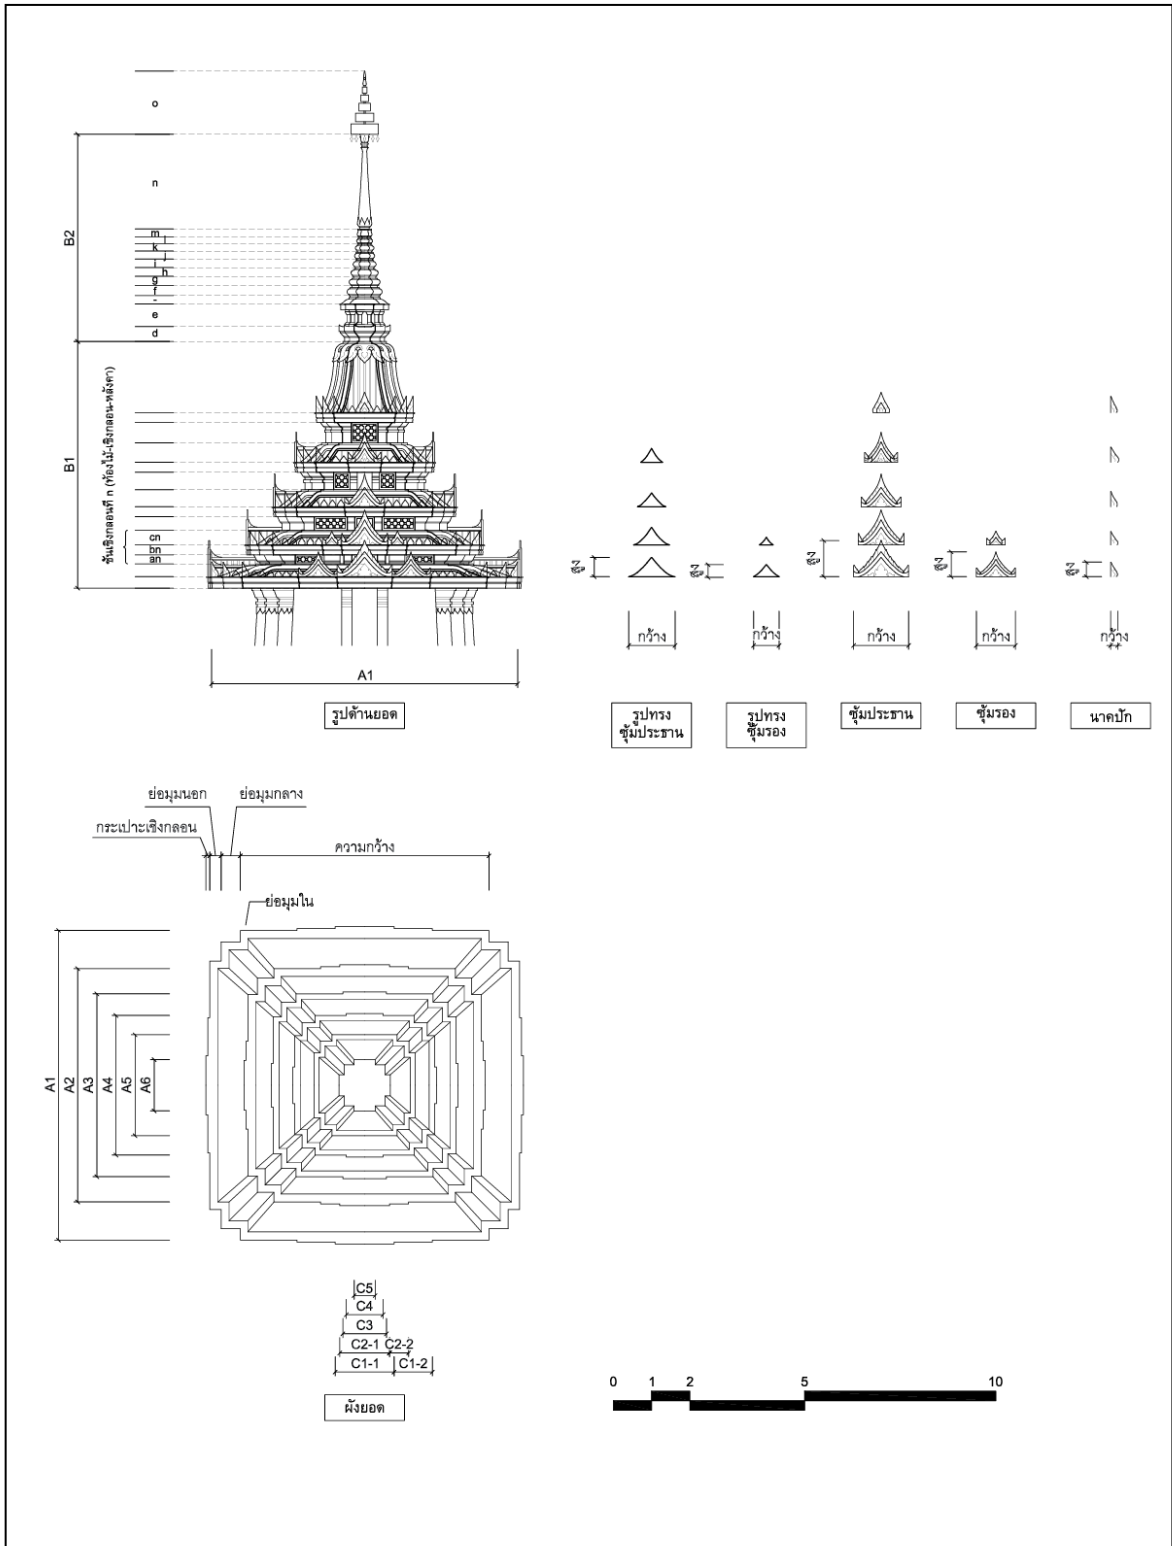 o
n
B2
m
l
k
j
i
h
g
f
-
e
d
B1
ชั้นเชิงกลอนที่ n (ท้องไม้-เชิงกลอน-หลังคา)
cn
bn
an
A1
รูปด้านยอด
สูง
กว้าง
รูปทรง
ซุ้มประธาน
สูง
กว้าง
รูปทรง
ซุ้มรอง
สูง
กว้าง
ซุ้มประธาน
สูง
กว้าง
ซุ้มรอง
สูง
กว้าง
นาคปัก
ย่อมุมนอก ย่อมุมกลาง
กระเปาะเชิงกลอน
ความกว้าง
ย่อมุมใน
A1
A2
A3
A4
A5
A6
C5
C4
C3
C2-1 C2-2
C1-1 C1-2
ผังยอด
0 1 2 5 10